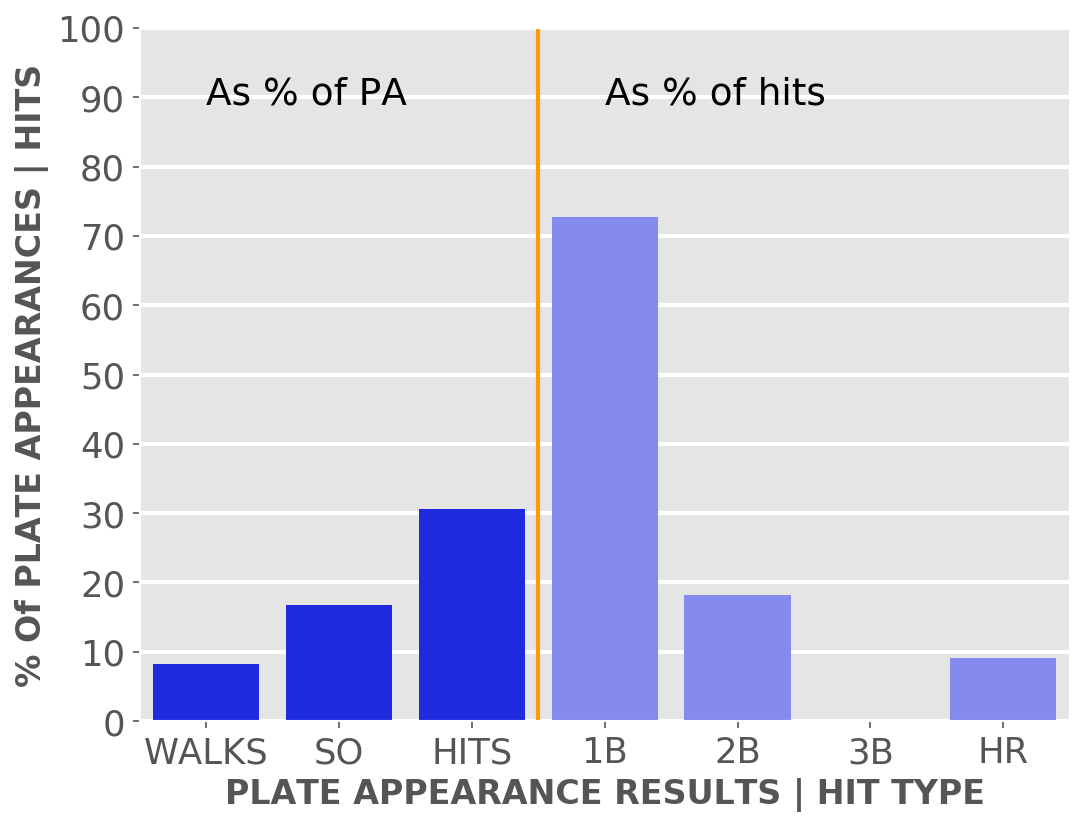 % Of PLATE APPEARANCES | HITS
100
90
80
70
60
50
40
30
20
10
0
As % of PA
As % of hits
WALKS SO HITS 1B 2B 3B HR
PLATE APPEARANCE RESULTS | HIT TYPE